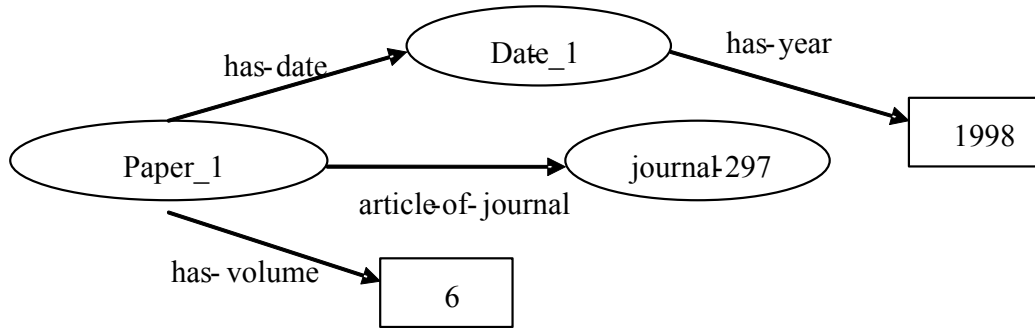 Date_1
has-year
has-date
1998
Paper_1
journal-297
article-of-journal
has-volume
6